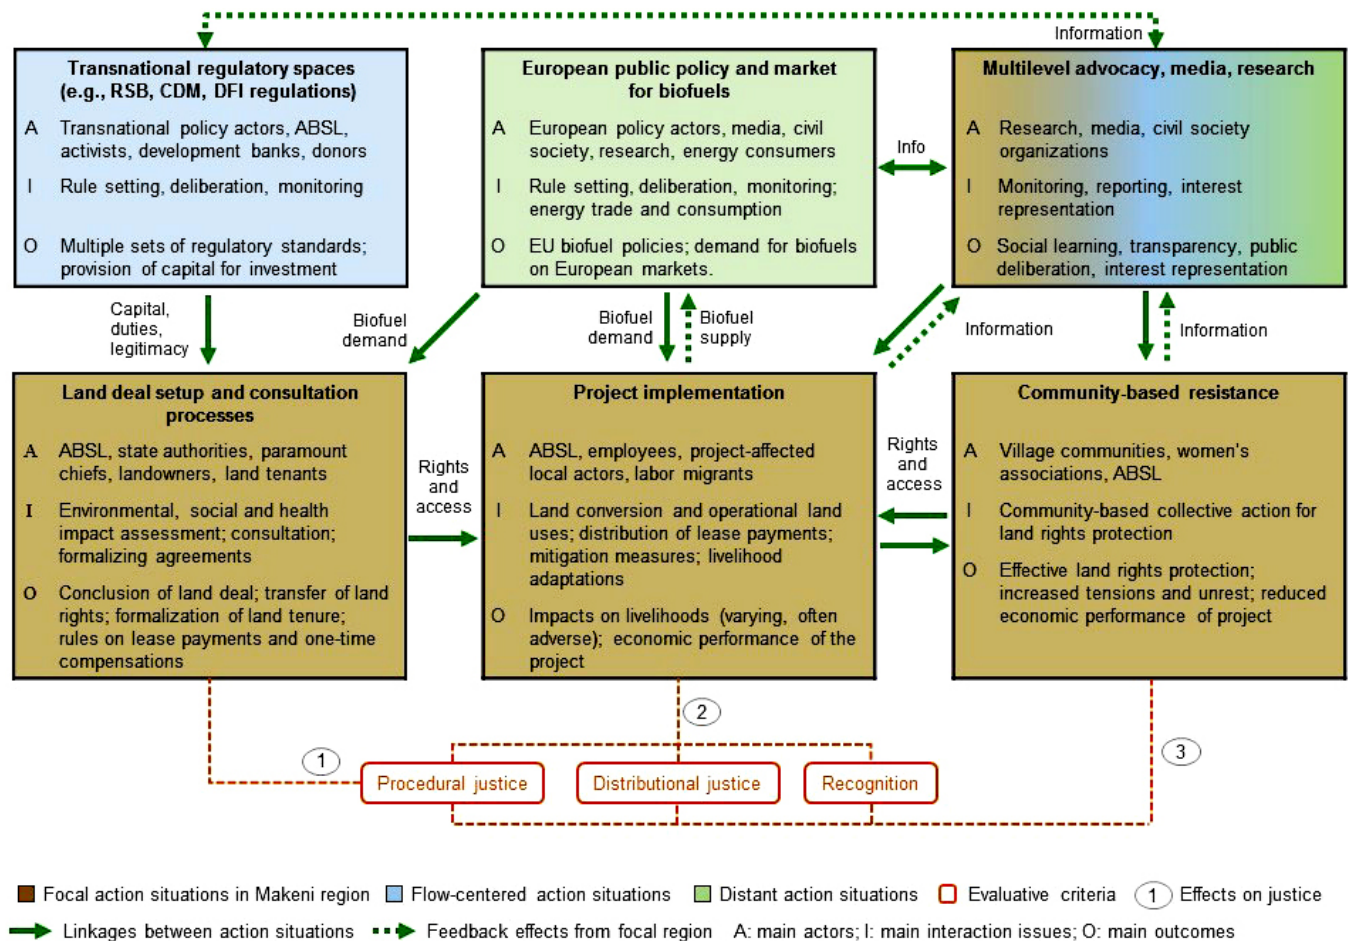 Information
Transnational regulatory spaces
(e.g., RSB, CDM, DFI regulations)
A Transnational policy actors, ABSL,
activists, development banks, donors
I Rule setting, deliberation, monitoring
O Multiple sets of regulatory standards;
provision of capital for investment
European public policy and market
for biofuels
A European policy actors, media, civil
society, research, energy consumers
I Rule setting, deliberation, monitoring;
energy trade and consumption
O EU biofuel policies; demand for biofuels
on European markets.
Info
Multilevel advocacy, media, research
A Research, media, civil society
organizations
I Monitoring, reporting, interest
representation
O Social learning, transparency, public
deliberation, interest representation
Capital,
duties,
legitimacy
Biofuel
demand
Biofuel
demand
Biofuel
supply
Information
Information
Land deal setup and consultation
processes
A ABSL, state authorities, paramount
chiefs, landowners, land tenants
I Environmental, social and health
impact assessment; consultation;
formalizing agreements
O Conclusion of land deal; transfer of land
rights; formalization of land tenure;
rules on lease payments and one-time
compensations
Rights
and
access
Project implementation
A ABSL, employees, project-affected
local actors, labor migrants
I Land conversion and operational land
uses; distribution of lease payments;
mitigation measures; livelihood
adaptations
O Impacts on livelihoods (varying, often
adverse); economic performance of the
project
Rights
and
access
Community-based resistance
A Village communities, women's
associations, ABSL
I Community-based collective action for
land rights protection
O Effective land rights protection;
increased tensions and unrest; reduced
economic performance of project
1
2
3
Procedural justice
Distributional justice
Recognition
Focal action situations in Makeni region
Flow-centered action situations
Distant action situations
Evaluative criteria
1 Effects on justice
Linkages between action situations
Feedback effects from focal region
A: main actors; I: main interaction issues; O: main outcomes